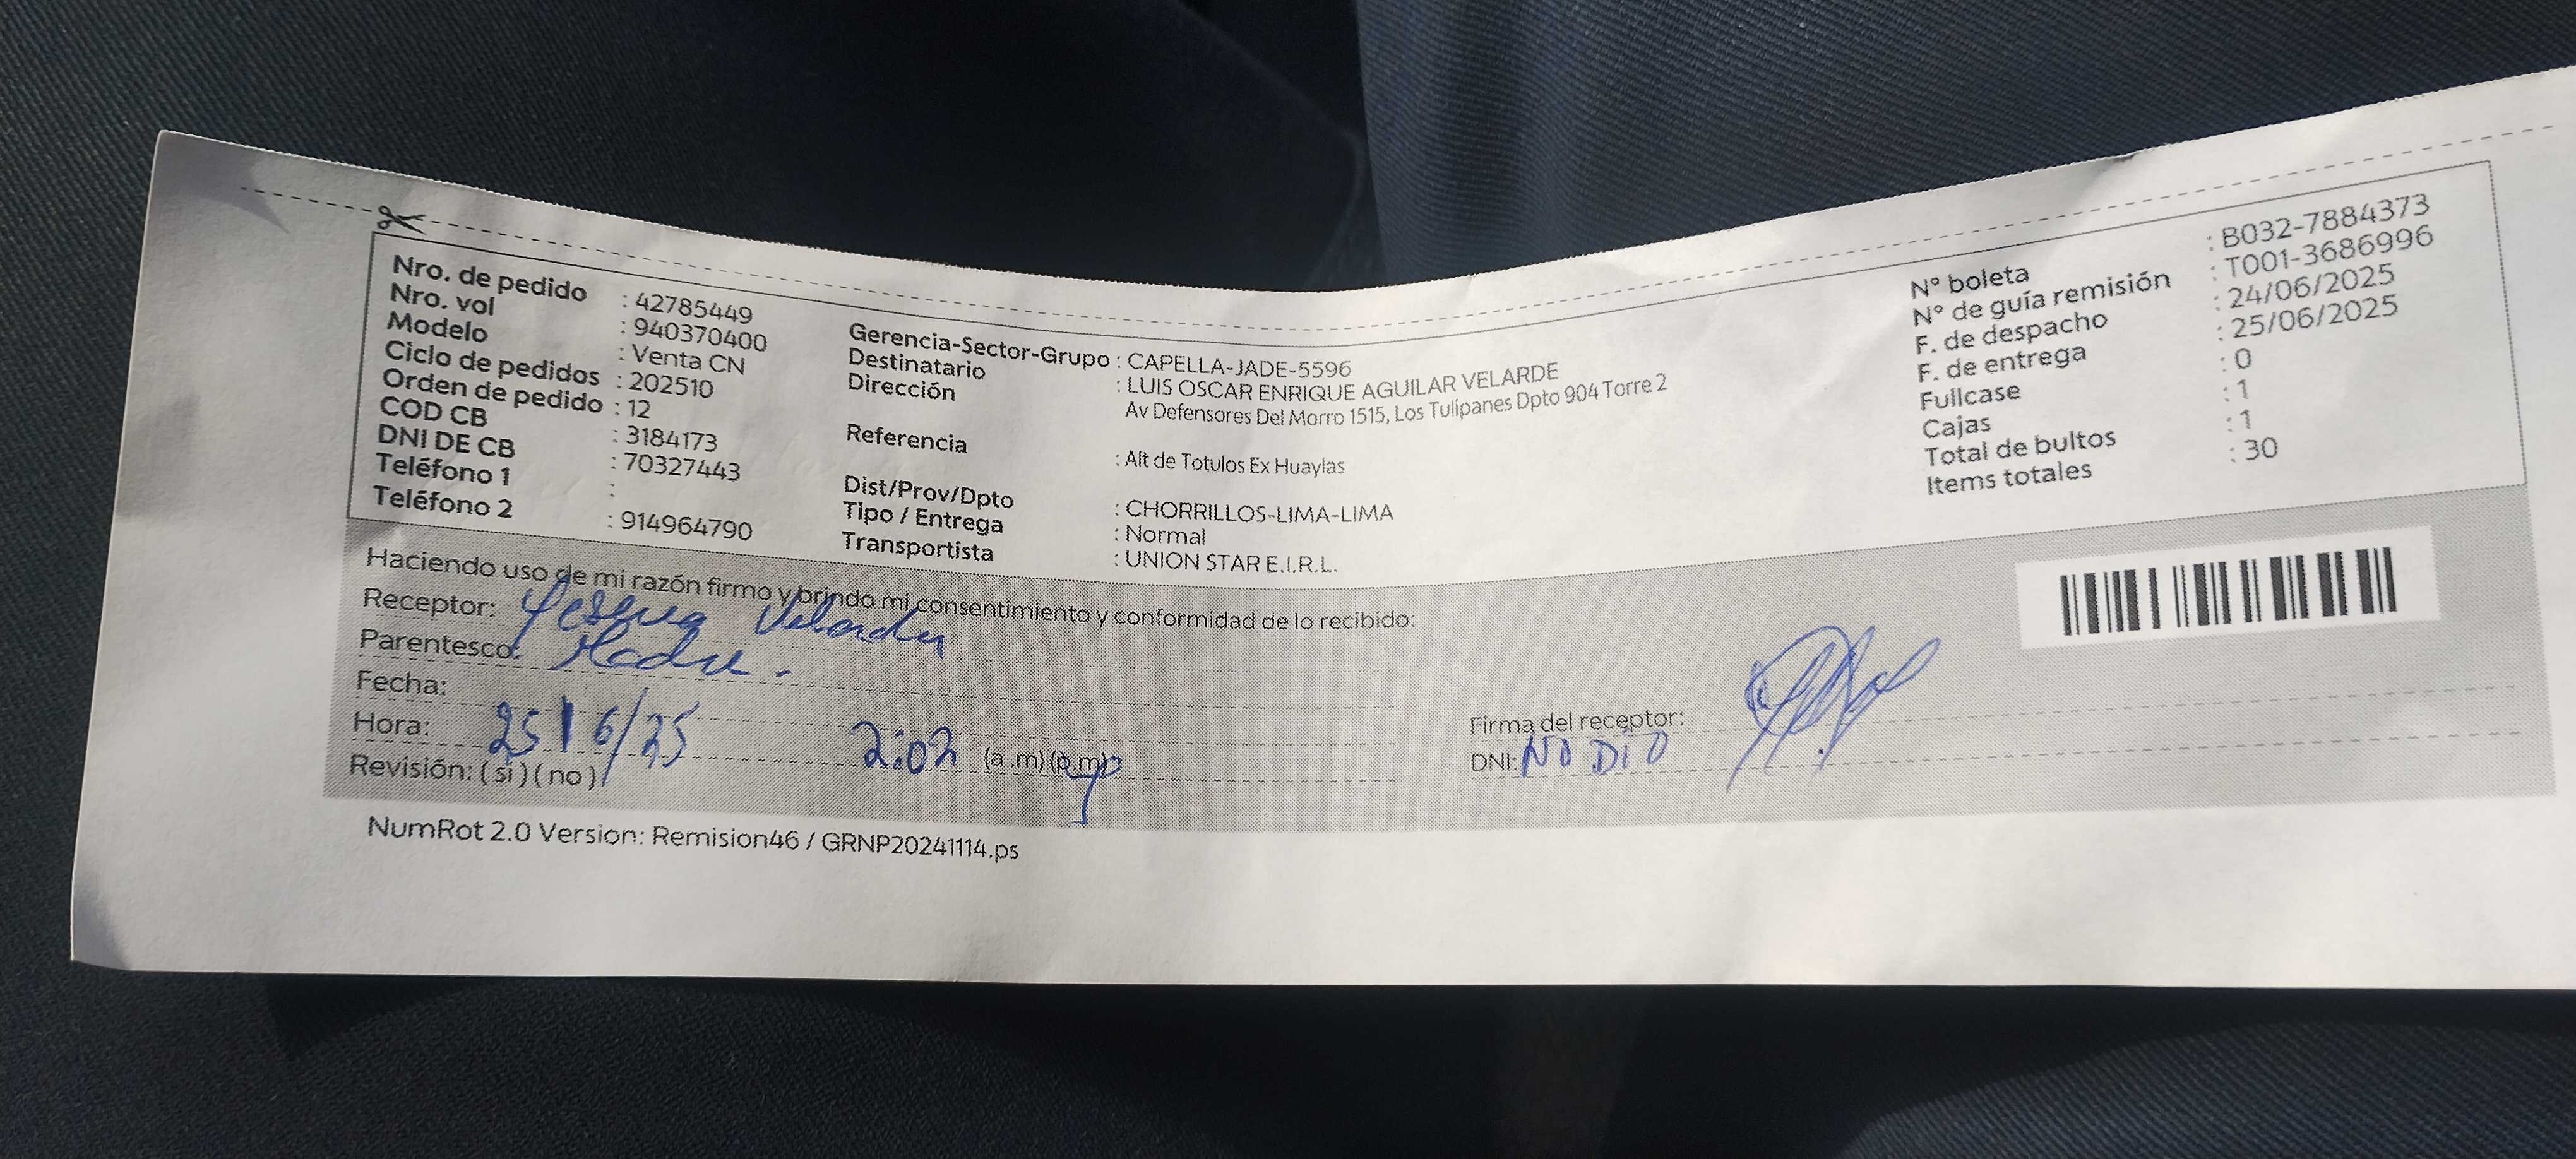 Nro. de pedido : 42785449
Nro. vol : 940370400
Modelo : Venta CN
Ciclo de pedidos : 202510
Orden de pedido : 12
COD CB : 3184173
DNI DE CB : 70327443
Teléfono 1 :
Teléfono 2 : 914964790
Gerencia-Sector-Grupo : CAPELLA-JADE-5596
Destinatario : LUIS OSCAR ENRIQUE AGUILAR VELARDE
Dirección Av Defensores Del Morro 1515, Los Tulipanes Dpto 904 Torre 2
Referencia : Alt de Totulos Ex Huaylas
Dist/Prov/Dpto : CHORRILLOS-LIMA-LIMA
Tipo / Entrega : Normal
Transportista : UNION STAR E.I.R.L.
N° boleta : B032-7884373
N° de guía remisión : T001-3686996
F. de despacho : 24/06/2025
F. de entrega : 25/06/2025
Fullcase : 0
Cajas : 1
Total de bultos : 1
Items totales : 30
Haciendo uso de mi razón firmo y brindo mi consentimiento y conformidad de lo recibido:
Receptor: Velarde
Parentesco: Madre.
Fecha:
Hora: 25/6/25 2:02 (a.m)(p.m)
Revisión: (si)(no)
Firma del receptor:
DNI: NO DIO
NumRot 2.0 Version: Remision46 / GRNP20241114.ps